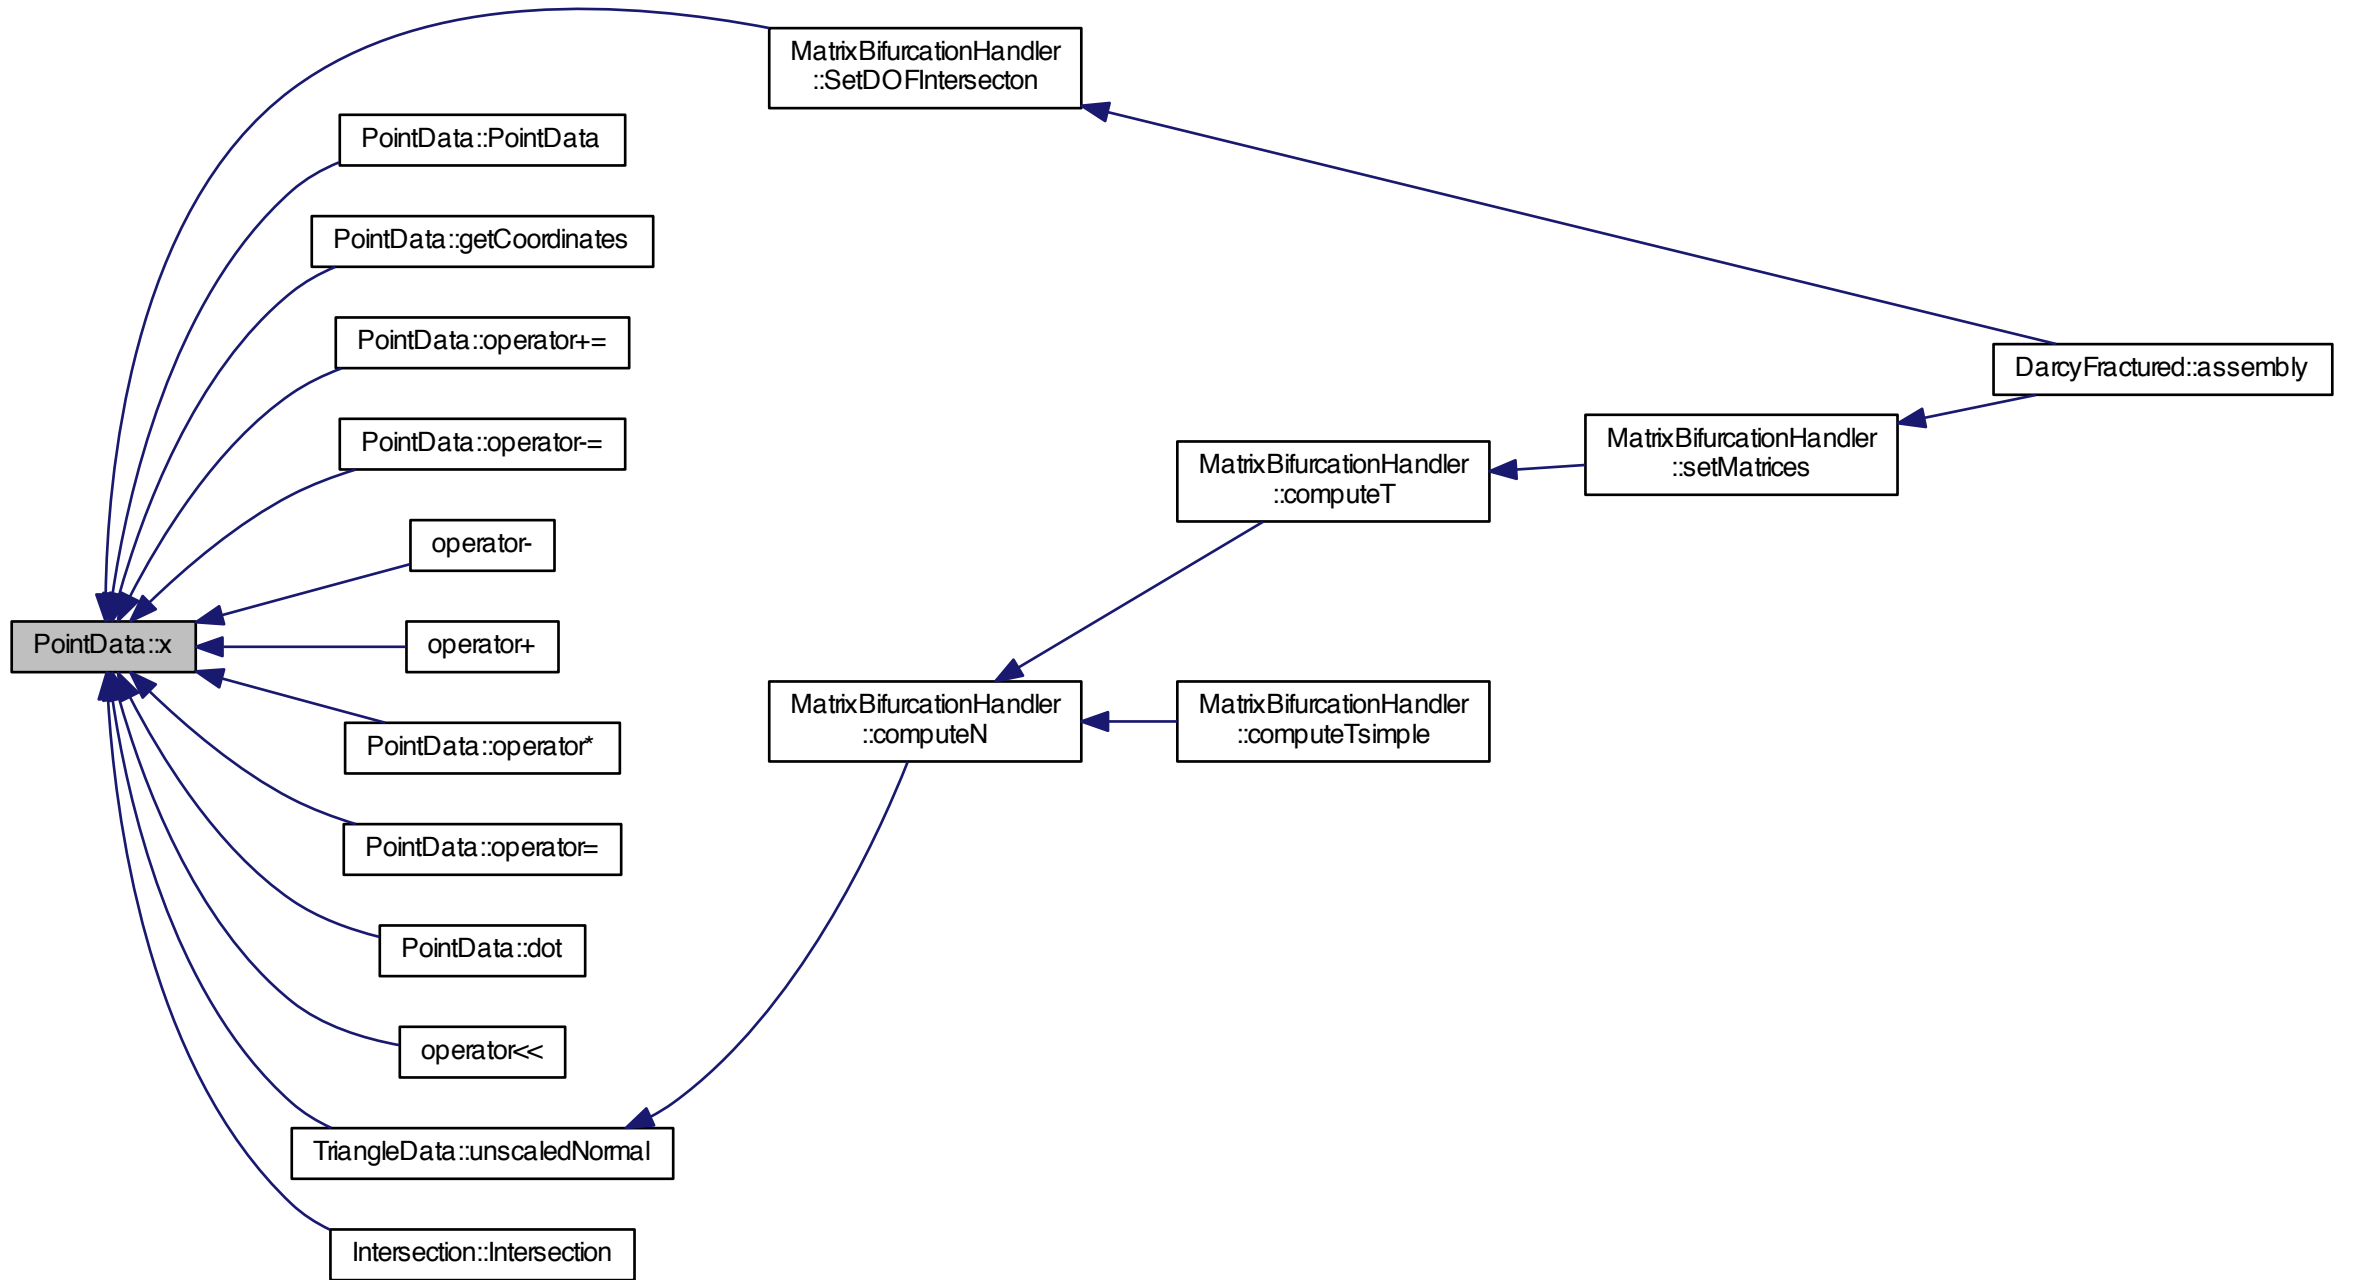 MatrixBifurcationHandler
::SetDOFIntersecton
PointData::PointData
PointData::getCoordinates
PointData::operator+=
DarcyFractured::assembly
PointData::operator-=
MatrixBifurcationHandler
::setMatrices
MatrixBifurcationHandler
::computeT
operator-
PointData::x
operator+
MatrixBifurcationHandler
::computeN
MatrixBifurcationHandler
::computeTsimple
PointData::operator*
PointData::operator=
PointData::dot
operator<<
TriangleData::unscaledNormal
Intersection::Intersection